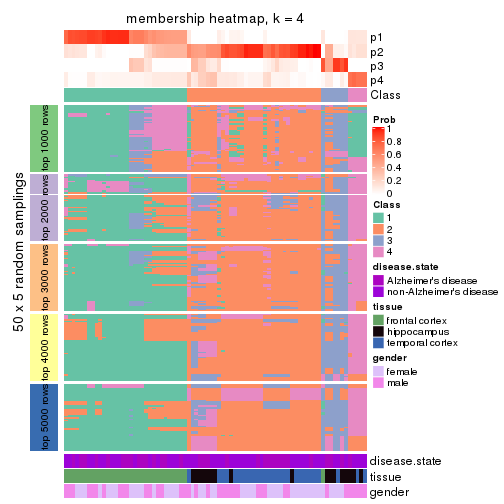 membership heatmap, k = 4
p1
p2
p3
p4
Class
50 x 5 random samplings
top 1000 rows
rows
top 2000 rows
top 3000 rows
top 4000 rows
top 5000 rows
Prob
1
0.8
0.6
0.4
0.2
0
Class
1
2
3
4
disease.state
Alzheimer's disease
non-Alzheimer's disease
tissue
frontal cortex
hippocampus
temporal cortex
gender
female
male
disease.state
tissue
gender